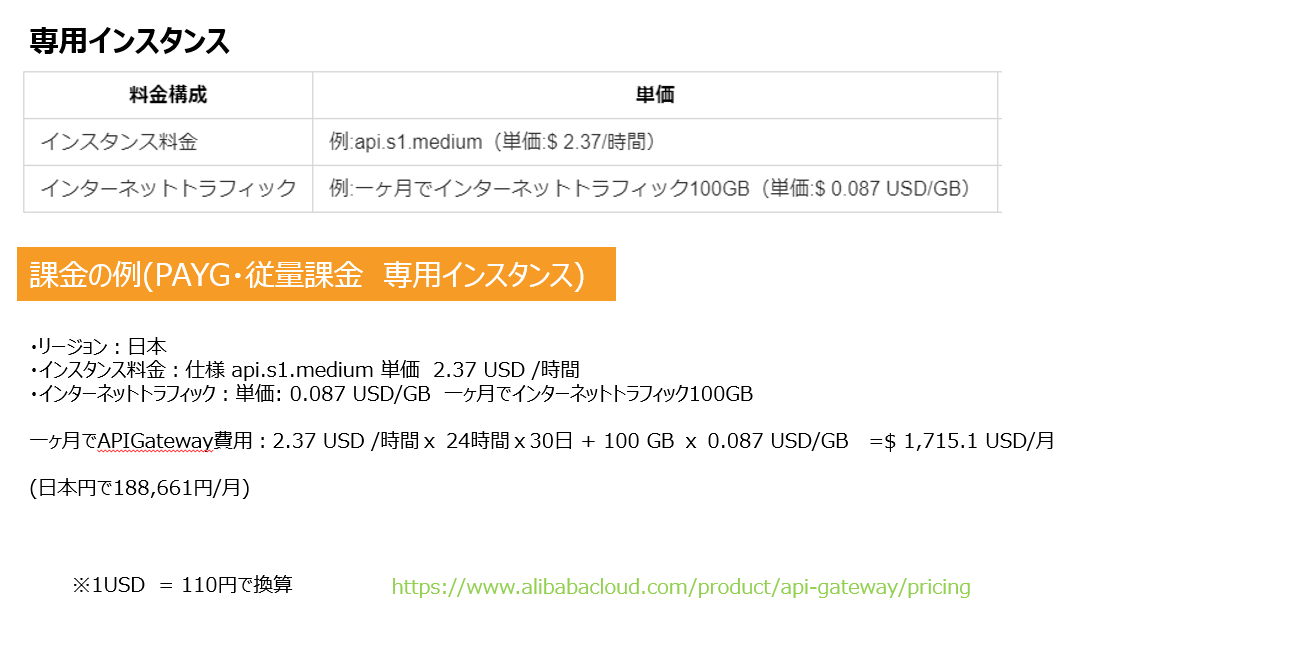 専用インスタンス
料金構成 単価
インスタンス料金 例:api.s1.medium（単価:$ 2.37/時間）
インターネットトラフィック 例:一ヶ月でインターネットトラフィック100GB（単価:$ 0.087 USD/GB）
課金の例(PAYG・従量課金　専用インスタンス)
・リージョン：日本
・インスタンス料金：仕様 api.s1.medium 単価 2.37 USD /時間
・インターネットトラフィック：単価: 0.087 USD/GB 一ヶ月でインターネットトラフィック100GB
一ヶ月でAPIGateway費用：2.37 USD /時間ｘ 24時間ｘ30日 + 100 GB ｘ 0.087 USD/GB =$ 1,715.1 USD/月
(日本円で188,661円/月)
※1USD = 110円で換算 https://www.alibabacloud.com/product/api-gateway/pricing